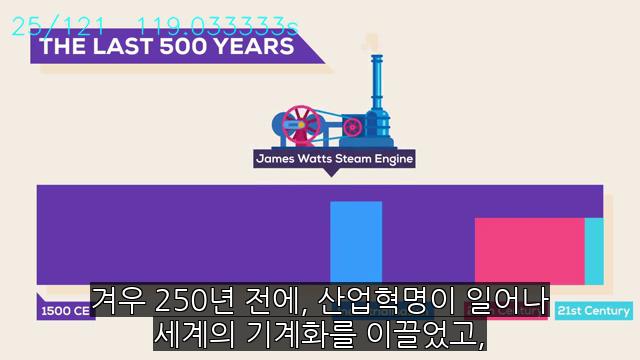 25/121 119.033333s
THE LAST 500 YEARS
James Watts Steam Engine
겨우 250년 전에, 산업혁명이 일어나
세계의 기계화를 이끌었고,
1500 CE
21st Century